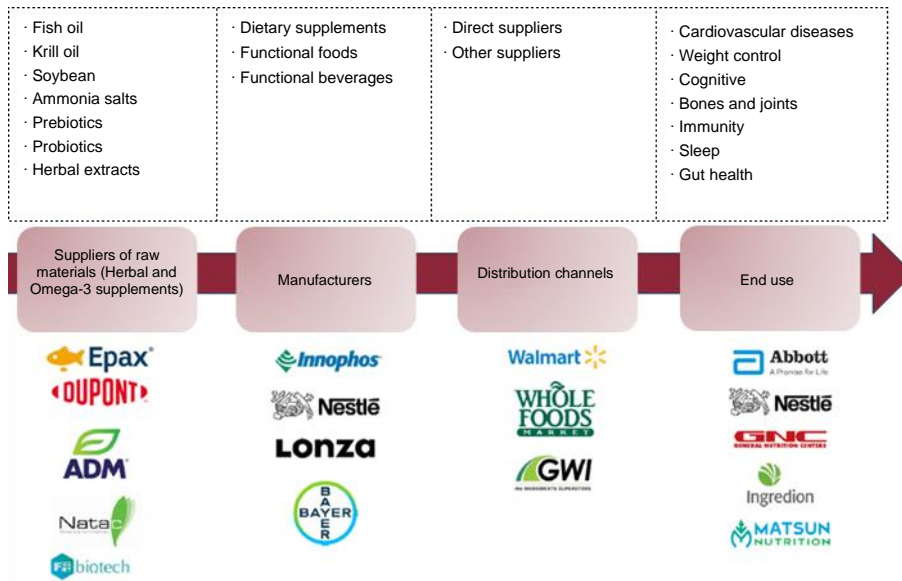 · Fish oil
· Krill oil
· Soybean
· Ammonia salts
· Prebiotics
· Probiotics
· Herbal extracts
· Dietary supplements
· Functional foods
· Functional beverages
· Direct suppliers
· Other suppliers
· Cardiovascular diseases
· Weight control
· Cognitive
· Bones and joints
· Immunity
· Sleep
· Gut health
Suppliers of raw
materials (Herbal and
Omega-3 supplements)
Manufacturers
Distribution channels
End use
Epax®
DUPONT
ADM
Natac
biotech
Innophos
Nestlé
Lonza
BAYER
BAYER
Walmart
WHOLE
FOODS
MARKET
GWI
Abbott
A Promise for Life
Nestlé
GNC
GENERAL NUTRITION CENTERS
Ingredion
MATSUN
NUTRITION